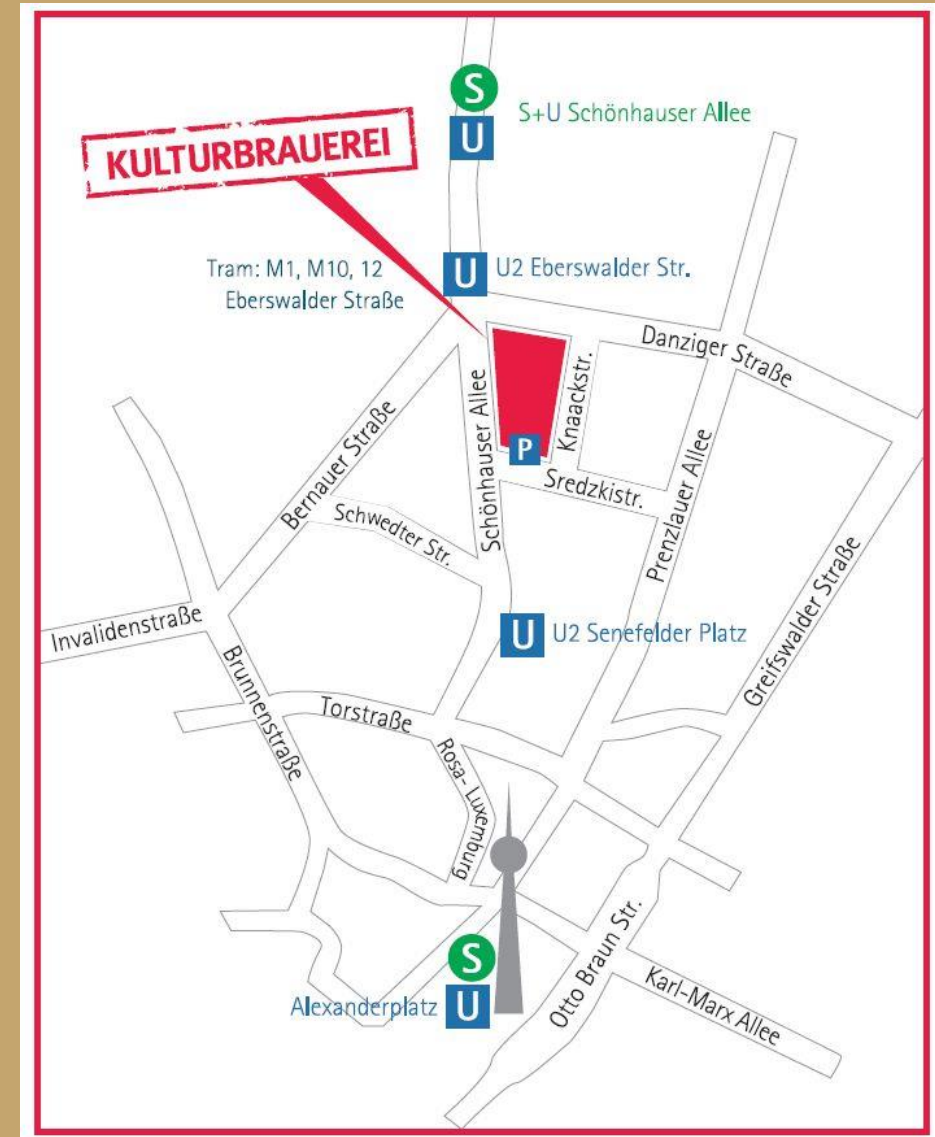 S
U
S+U Schönhauser Allee
KULTURBRAUEREI
U
U2 Eberswalder Str.
Tram: M1, M10, 12
Eberswalder Straße
Danziger Straße
Knaackstr.
Schönhauser Allee
P
Bernauer Straße
Sredzkistr.
Prenzlauer Allee
Schwedter Str.
Greifswalder Straße
Invalidenstraße
U
U2 Senefelder Platz
Brunnenstraße
Torstraße
Rosa- Luxemburg
Otto Braun Str.
Karl-Marx Allee
S
Alexanderplatz
U